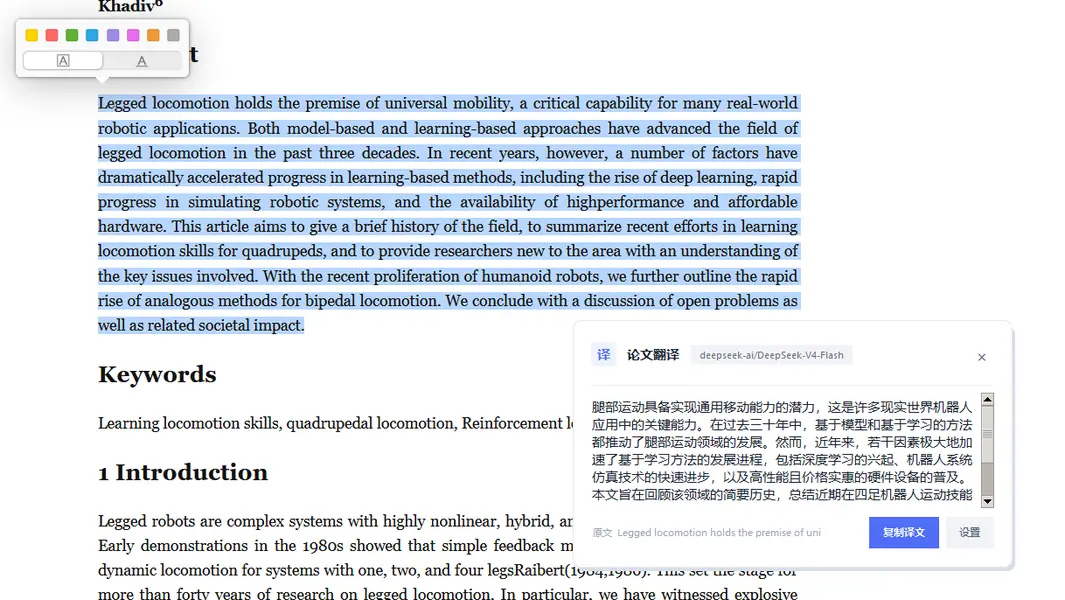 Khadiv⁶
t
A A
Legged locomotion holds the premise of universal mobility, a critical capability for many real-world
robotic applications. Both model-based and learning-based approaches have advanced the field of
legged locomotion in the past three decades. In recent years, however, a number of factors have
dramatically accelerated progress in learning-based methods, including the rise of deep learning, rapid
progress in simulating robotic systems, and the availability of highperformance and affordable
hardware. This article aims to give a brief history of the field, to summarize recent efforts in learning
locomotion skills for quadrupeds, and to provide researchers new to the area with an understanding of
the key issues involved. With the recent proliferation of humanoid robots, we further outline the rapid
rise of analogous methods for bipedal locomotion. We conclude with a discussion of open problems as
well as related societal impact.
Keywords
Learning locomotion skills, quadrupedal locomotion, Reinforcement
1 Introduction
Legged robots are complex systems with highly nonlinear, hybrid,
Early demonstrations in the 1980s showed that simple feedback
dynamic locomotion for systems with one, two, and four legsRaibert(1984,1986). This set the stage for
more than forty years of research on legged locomotion. In particular, we have witnessed explosive
译 论文翻译 deepseek-ai/DeepSeek-V4-Flash ×
腿部运动具备实现通用移动能力的潜力，这是许多现实世界机器人
应用中的关键能力。在过去三十年中，基于模型和基于学习的方法
都推动了腿部运动领域的发展。然而，近年来，若干因素极大地加
速了基于学习方法的发展进程，包括深度学习的兴起、机器人系统
仿真技术的快速进步，以及高性能且价格实惠的硬件设备的普及。
本文旨在回顾该领域的简要历史，总结近期在四足机器人运动技能
原文 Legged locomotion holds the premise of uni
复制译文 设置